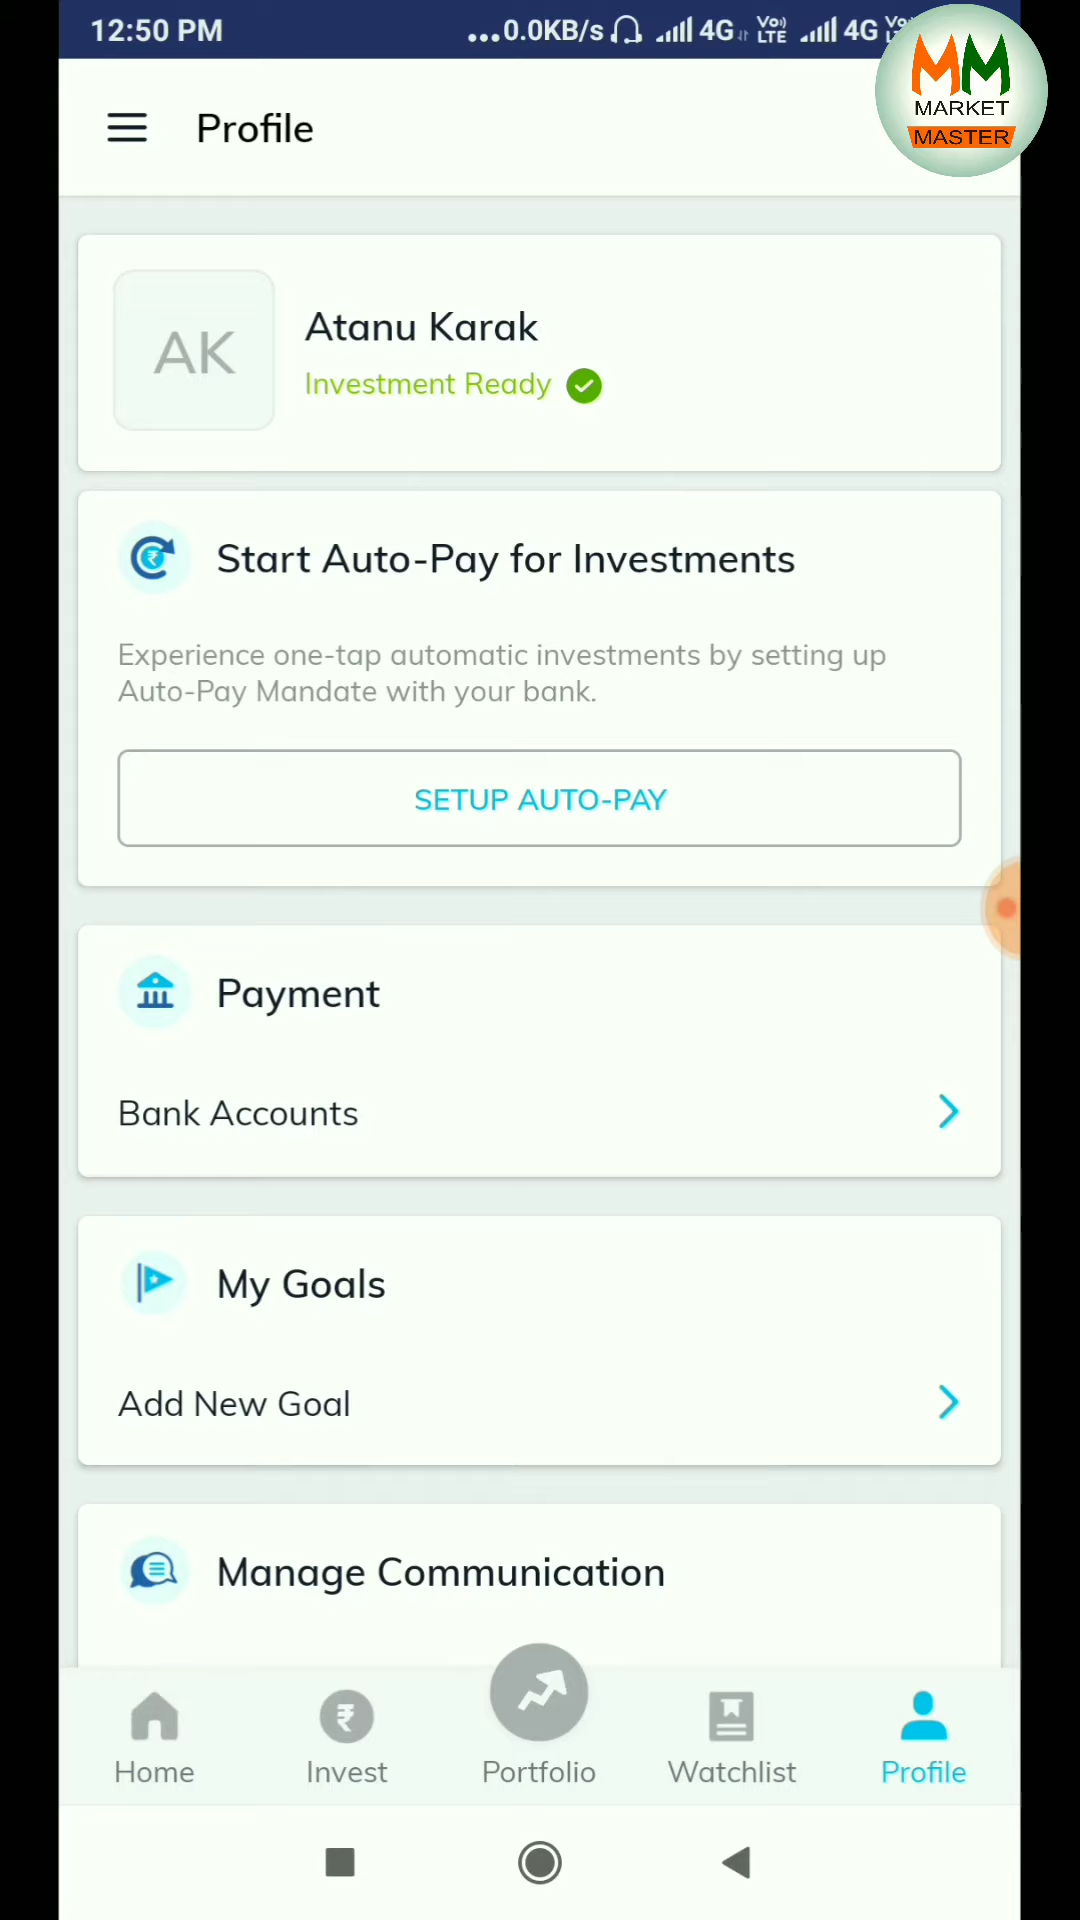 12:50 PM
...0.0KB/s 4G Vo) LTE 4G
MM
MARKET
MASTER
Profile
AK
Atanu Karak
Investment Ready
Start Auto-Pay for Investments
Experience one-tap automatic investments by setting up
Auto-Pay Mandate with your bank.
SETUP AUTO-PAY
Payment
Bank Accounts
My Goals
Add New Goal
Manage Communication
Home
Invest
Portfolio
Watchlist
Profile